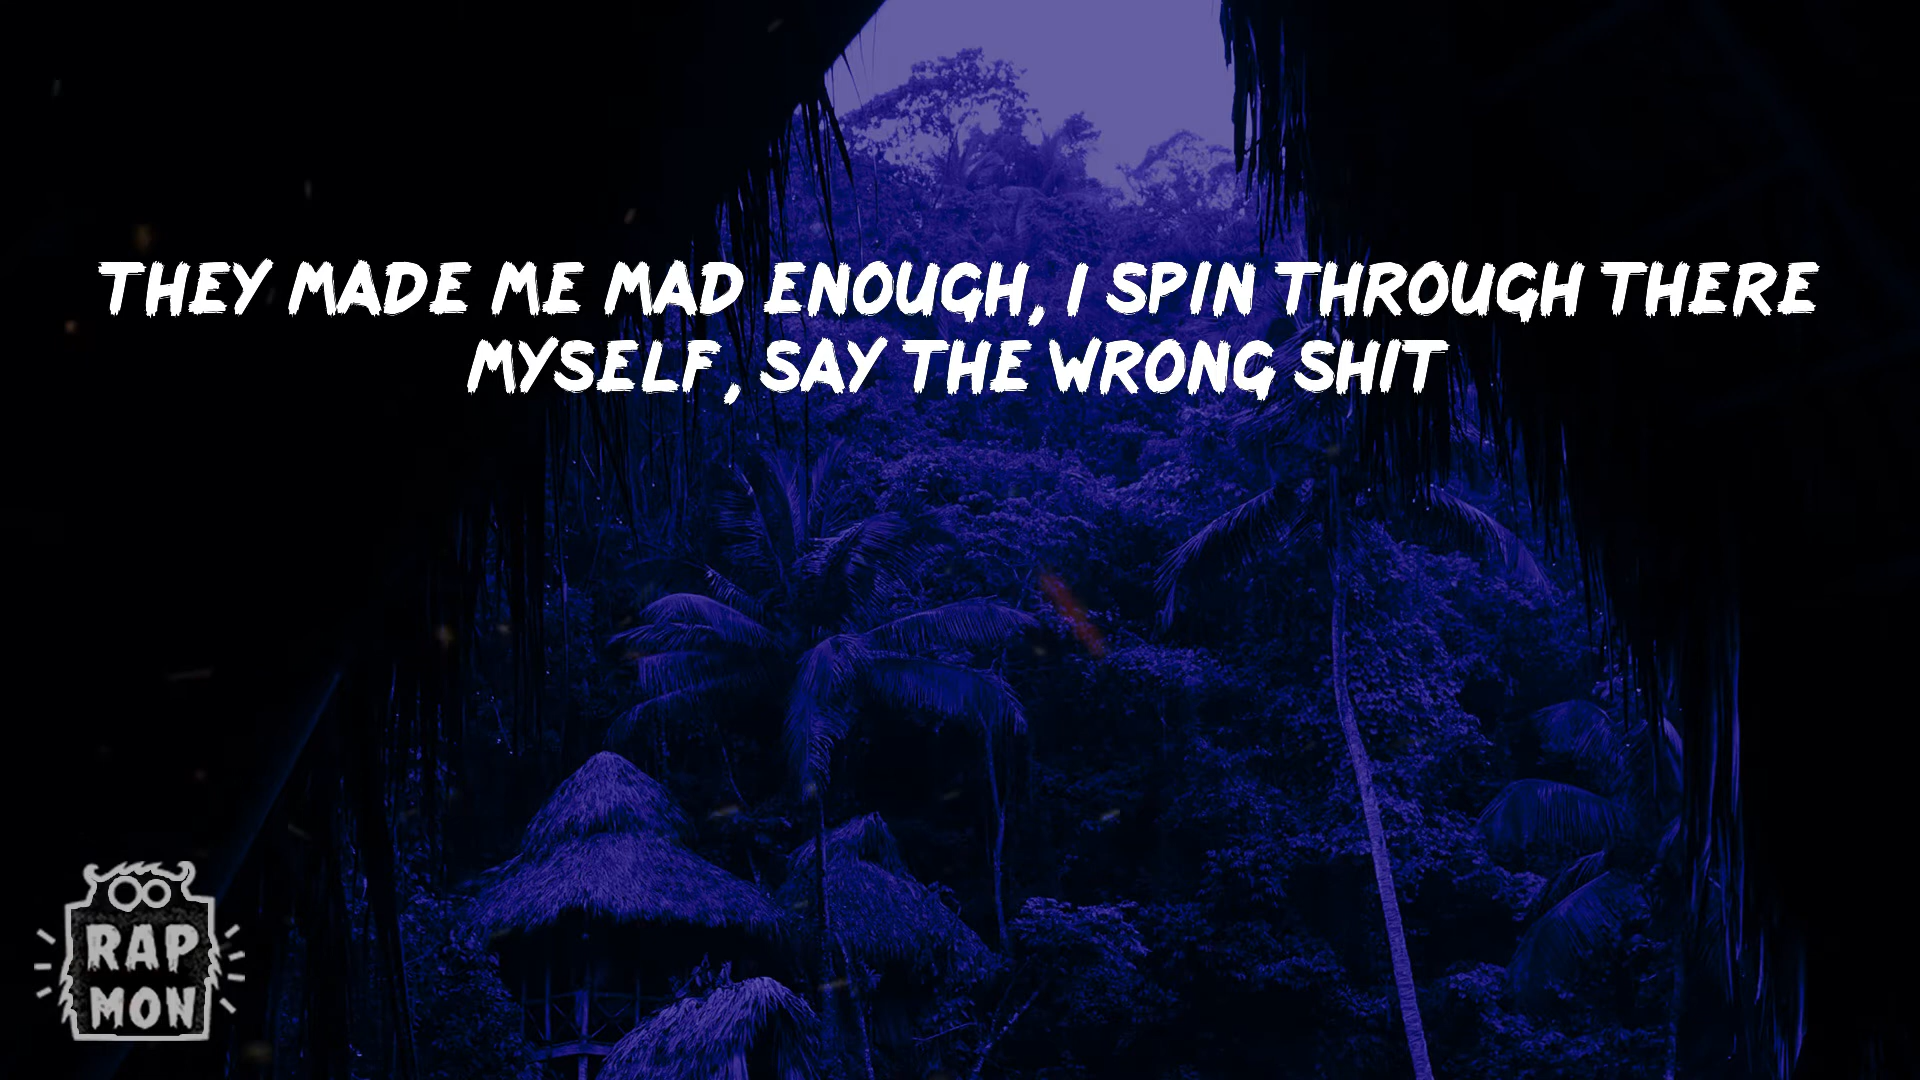 THEY MADE ME MAD ENOUGH, I SPIN THROUGH THERE
MYSELF, SAY THE WRONG SHIT
RAP
MON